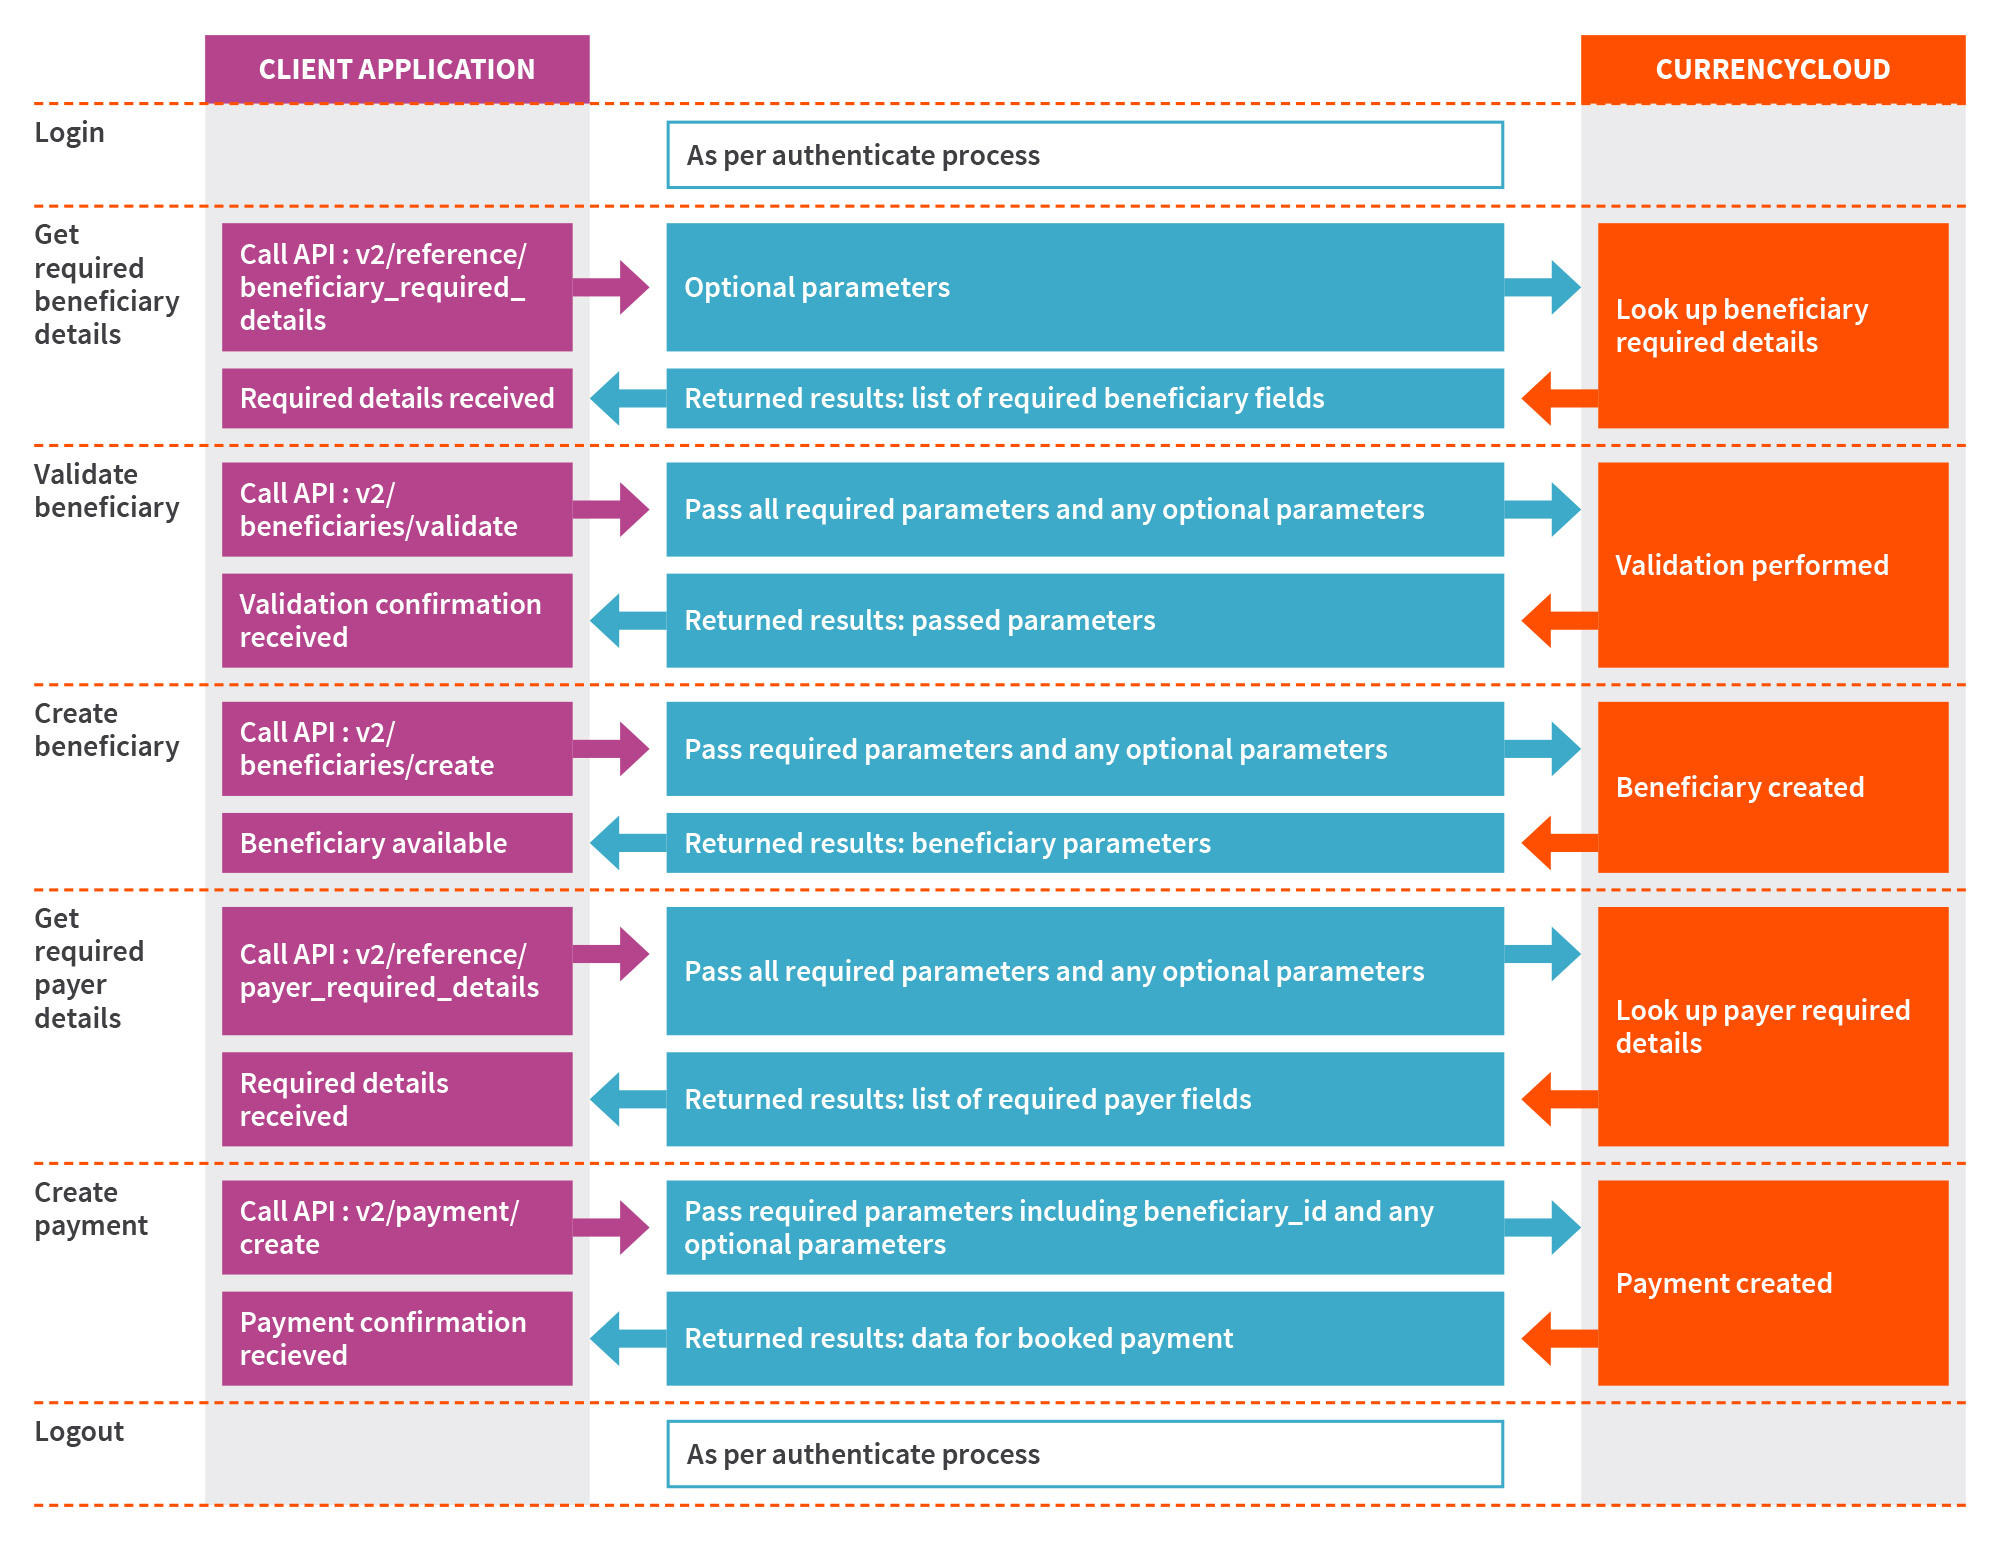 CLIENT APPLICATION
CURRENCYCLOUD
Login
As per authenticate process
Get
required
beneficiary
details
Call API : v2/reference/
beneficiary_required_
details
Optional parameters
Look up beneficiary
required details
Required details received
Returned results: list of required beneficiary fields
Validate
beneficiary
Call API : v2/
beneficiaries/validate
Pass all required parameters and any optional parameters
Validation performed
Validation confirmation
received
Returned results: passed parameters
Create
beneficiary
Call API : v2/
beneficiaries/create
Pass required parameters and any optional parameters
Beneficiary created
Beneficiary available
Returned results: beneficiary parameters
Get
required
payer
details
Call API : v2/reference/
payer_required_details
Pass all required parameters and any optional parameters
Look up payer required
details
Required details
received
Returned results: list of required payer fields
Create
payment
Call API : v2/payment/
create
Pass required parameters including beneficiary_id and any
optional parameters
Payment created
Payment confirmation
recieved
Returned results: data for booked payment
Logout
As per authenticate process